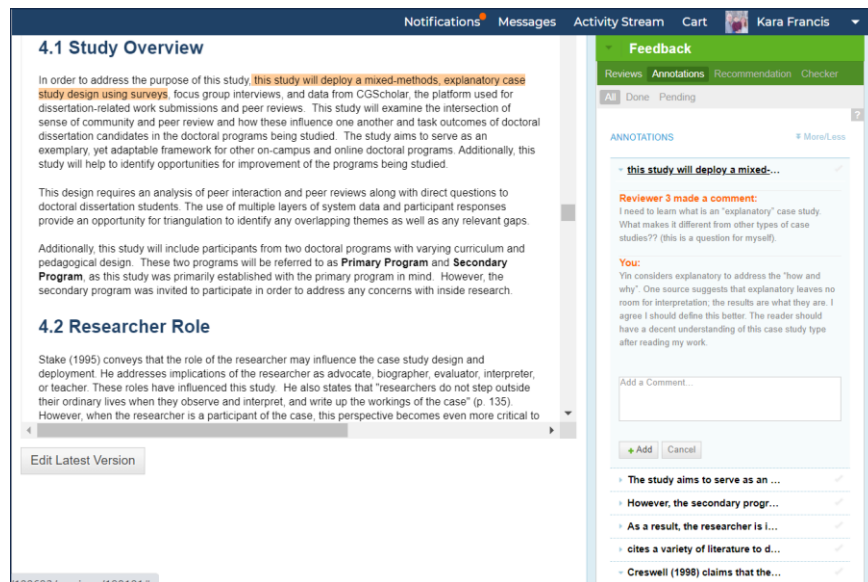 Notifications Messages Activity Stream Cart Kara Francis
4.1 Study Overview
In order to address the purpose of this study, this study will deploy a mixed-methods, explanatory case
study design using surveys, focus group interviews, and data from CGScholar, the platform used for
dissertation-related work submissions and peer reviews. This study will examine the intersection of
sense of community and peer review and how these influence one another and task outcomes of doctoral
dissertation candidates in the doctoral programs being studied. The study aims to serve as an
exemplary, yet adaptable framework for other on-campus and online doctoral programs. Additionally, this
study will help to identify opportunities for improvement of the programs being studied.
This design requires an analysis of peer interaction and peer reviews along with direct questions to
doctoral dissertation students. The use of multiple layers of system data and participant responses
provide an opportunity for triangulation to identify any overlapping themes as well as any relevant gaps.
Additionally, this study will include participants from two doctoral programs with varying curriculum and
pedagogical design. These two programs will be referred to as Primary Program and Secondary
Program, as this study was primarily established with the primary program in mind. However, the
secondary program was invited to participate in order to address any concerns with inside research.
4.2 Researcher Role
Stake (1995) conveys that the role of the researcher may influence the case study design and
deployment. He addresses implications of the researcher as advocate, biographer, evaluator, interpreter,
or teacher. These roles have influenced this study. He also states that "researchers do not step outside
their ordinary lives when they observe and interpret, and write up the workings of the case" (p. 135).
However, when the researcher is a participant of the case, this perspective becomes even more critical to
Edit Latest Version
Feedback
Reviews Annotations Recommendation Checker
All Done Pending
?
ANNOTATIONS More/Less
this study will deploy a mixed-...
Reviewer 3 made a comment:
I need to learn what is an "explanatory" case study.
What makes it different from other types of case
studies?? (this is a question for myself).
You:
Yin considers explanatory to address the "how and
why". One source suggests that explanatory leaves no
room for interpretation; the results are what they are. I
agree I should define this better. The reader should
have a decent understanding of this case study type
after reading my work.
Add a Comment...
+ Add Cancel
The study aims to serve as an ...
However, the secondary progr...
As a result, the researcher is i...
cites a variety of literature to d...
Creswell (1998) claims that the...